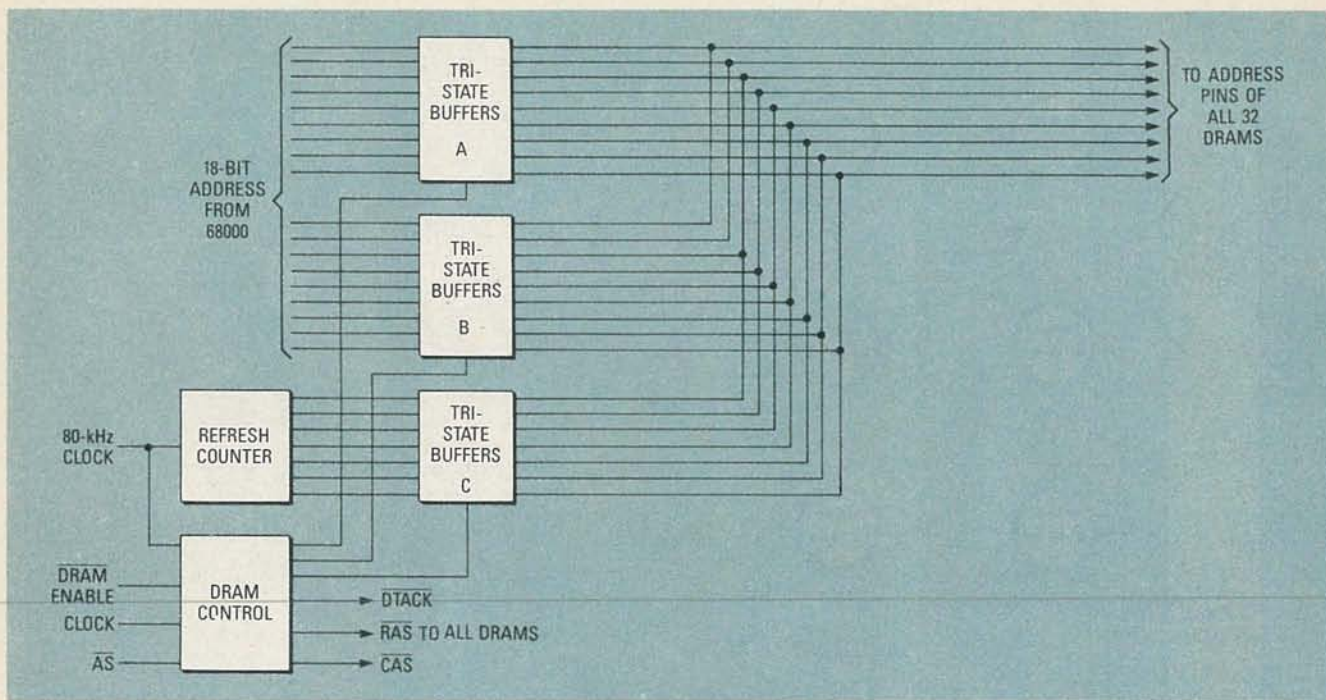 TRI-
STATE
BUFFERS
A
TO ADDRESS
PINS OF
ALL 32
DRAMS
18-BIT
ADDRESS
FROM
68000
TRI-
STATE
BUFFERS
B
80-kHz
CLOCK
REFRESH
COUNTER
TRI-
STATE
BUFFERS
C
DRAM
ENABLE
CLOCK
AS
DRAM
CONTROL
DTACK
RAS TO ALL DRAMS
CAS